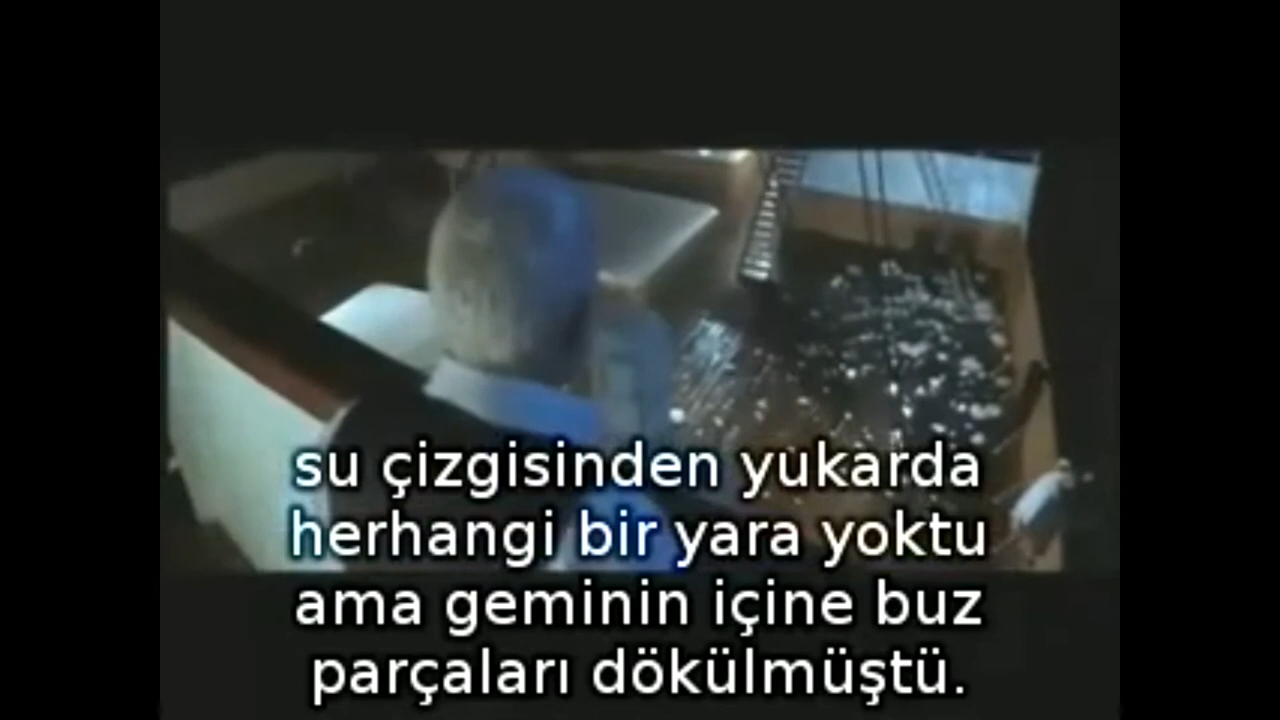 su çizgisinden yukarda
herhangi bir yara yoktu
ama geminin içine buz
parçaları dökülmüştü.